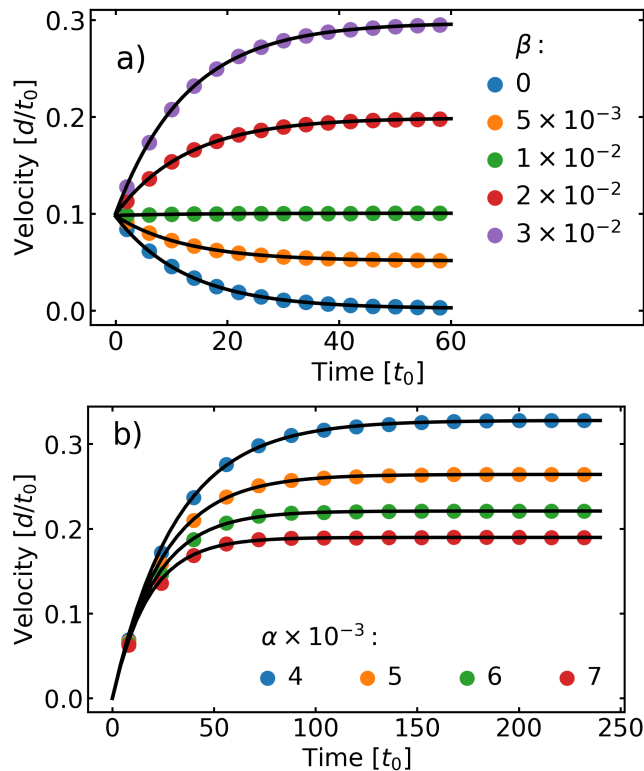 a)
Velocity [d/t₀]
0.3
0.2
0.1
0.0
0 20 40 60
Time [t₀]
β :
0
5 × 10⁻³
1 × 10⁻²
2 × 10⁻²
3 × 10⁻²
b)
Velocity [d/t₀]
0.3
0.2
0.1
0.0
α × 10⁻³ :
4 5 6 7
0 50 100 150 200 250
Time [t₀]